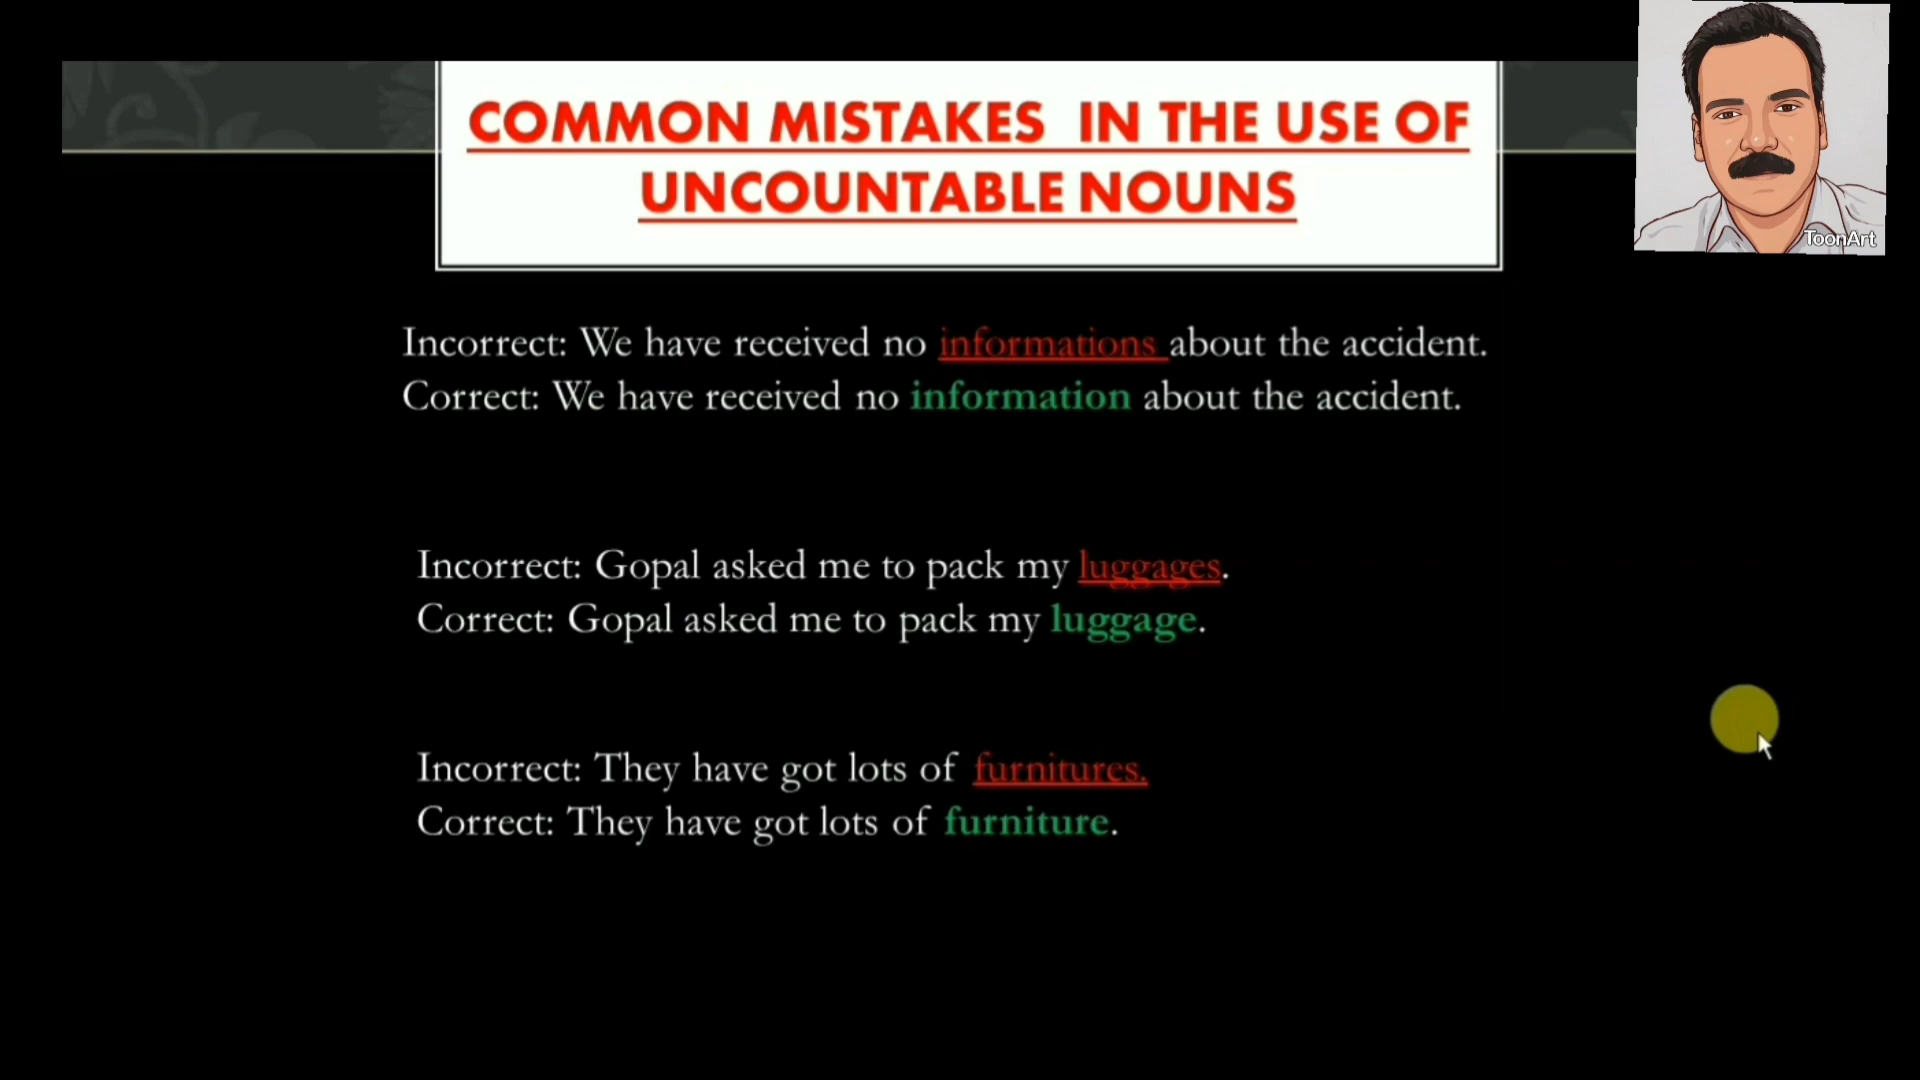 COMMON MISTAKES IN THE USE OF
UNCOUNTABLE NOUNS
ToonArt
Incorrect: We have received no informations about the accident.
Correct: We have received no information about the accident.
Incorrect: Gopal asked me to pack my luggages.
Correct: Gopal asked me to pack my luggage.
Incorrect: They have got lots of furnitures.
Correct: They have got lots of furniture.